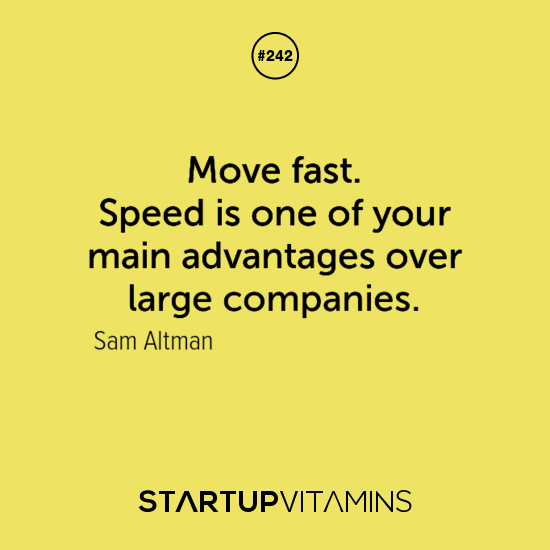 #242
Move fast.
Speed is one of your
main advantages over
large companies.
Sam Altman
STARTUPVITAMINS